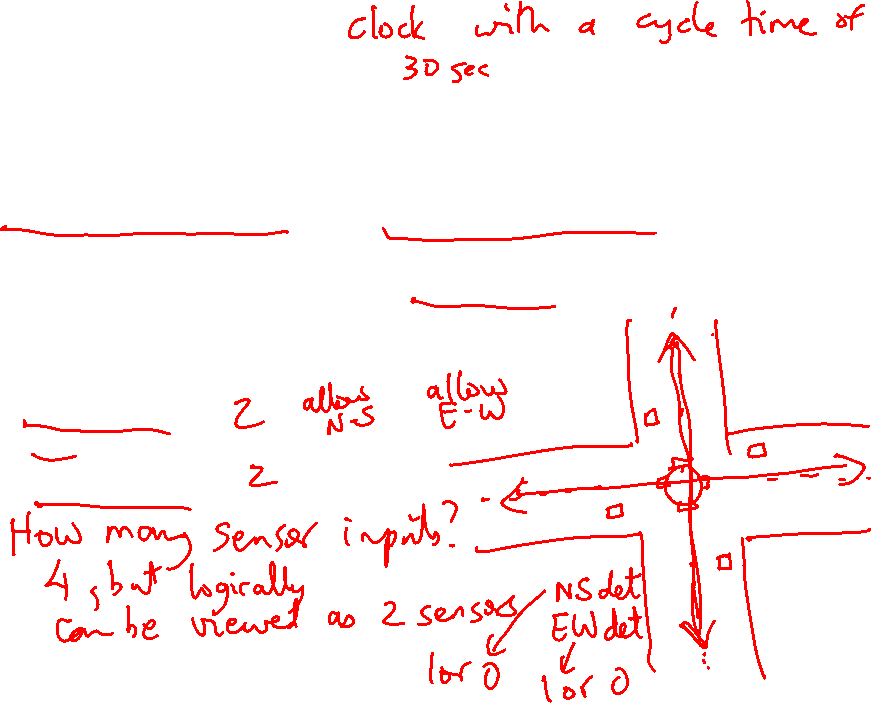 clock with a cycle time of
30 sec
2 allows N-S allow E-W
2
How many sensor inputs?
4, but logically
can be viewed as 2 sensors
NS det
EW det
1 or 0
1 or 0